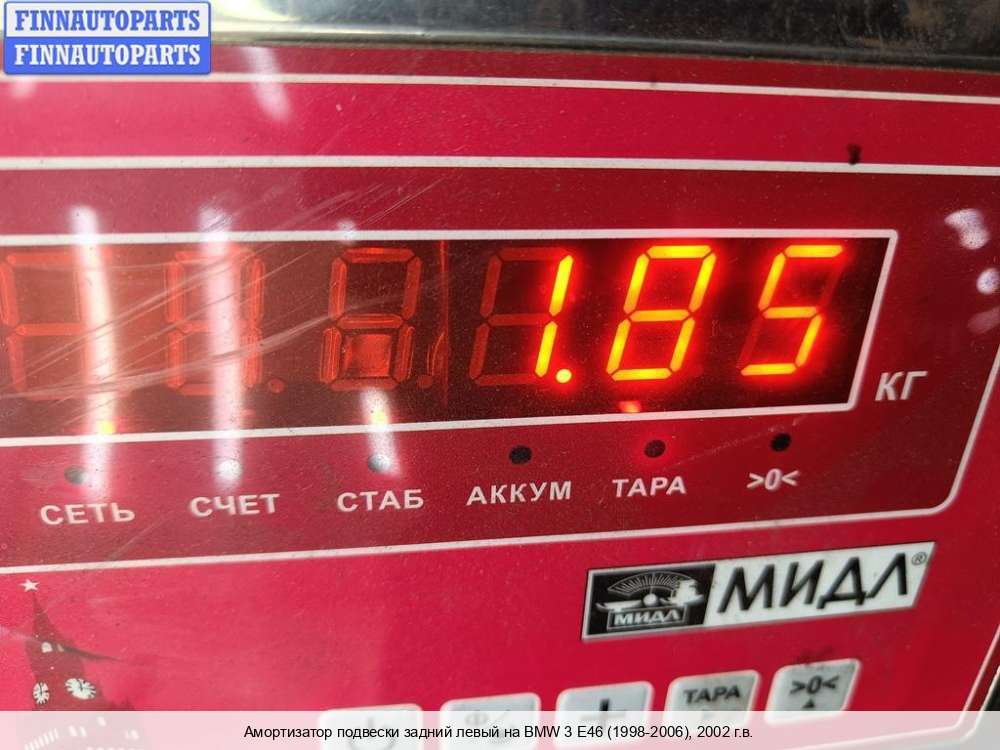 FINNAUTOPARTS
FINNAUTOPARTS
1.85
КГ
СЕТЬ СЧЕТ СТАБ АККУМ ТАРА >0<
МИДЛ МИДЛ®
ТАРА >0<
Амортизатор подвески задний левый на BMW 3 E46 (1998-2006), 2002 г.в.